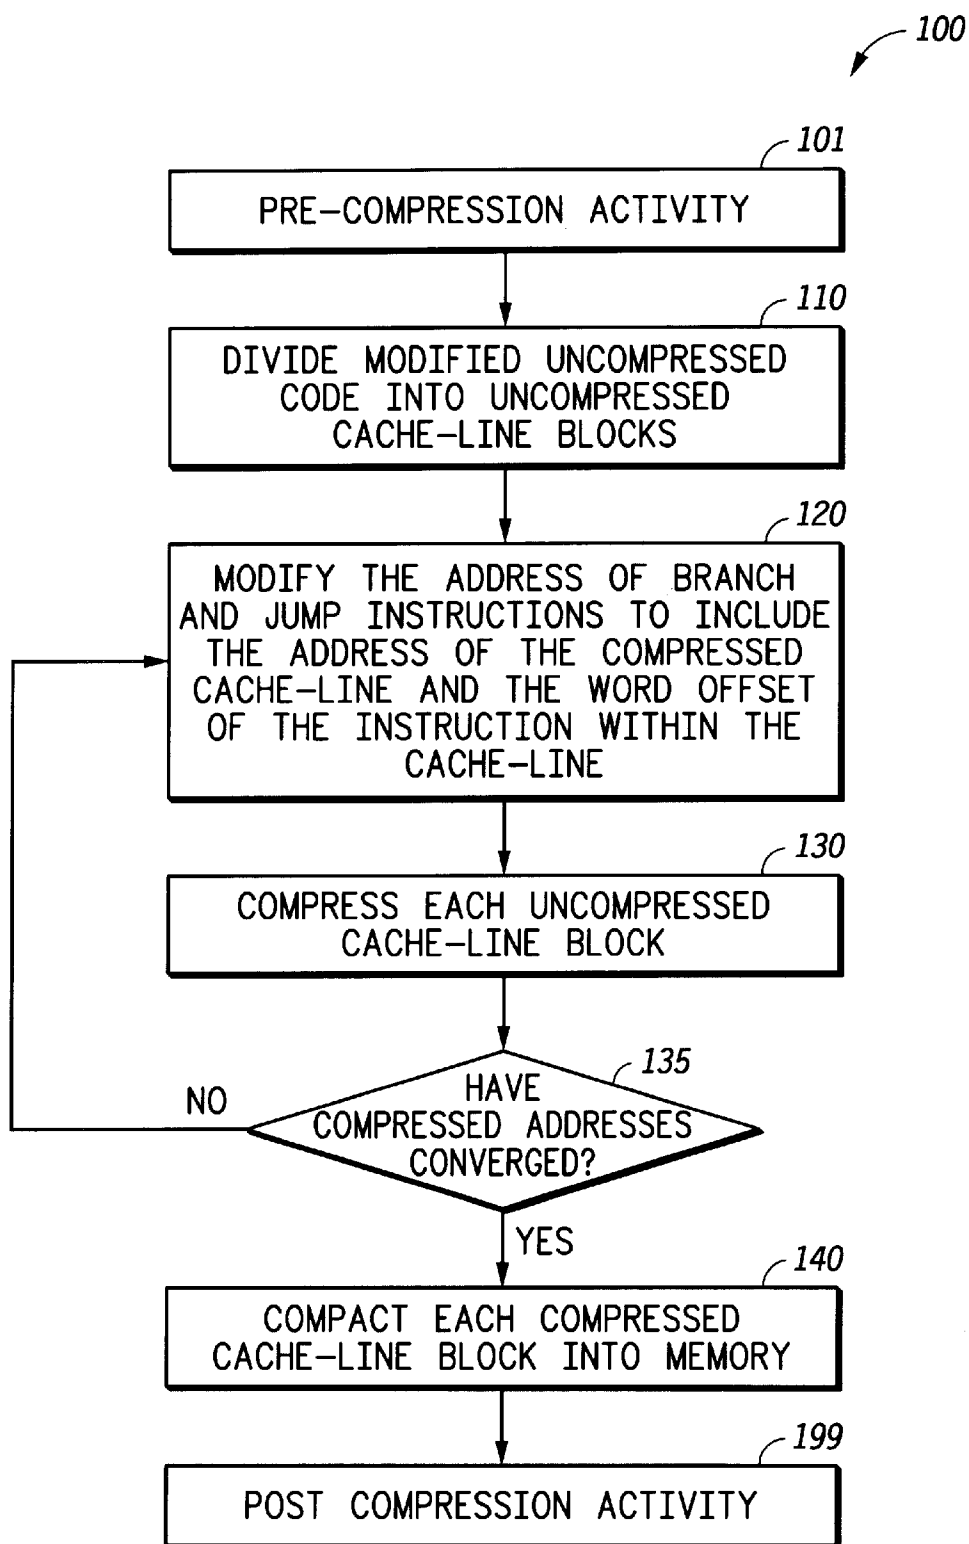 100
101
PRE-COMPRESSION ACTIVITY
110
DIVIDE MODIFIED UNCOMPRESSED
CODE INTO UNCOMPRESSED
CACHE-LINE BLOCKS
120
MODIFY THE ADDRESS OF BRANCH
AND JUMP INSTRUCTIONS TO INCLUDE
THE ADDRESS OF THE COMPRESSED
CACHE-LINE AND THE WORD OFFSET
OF THE INSTRUCTION WITHIN THE
CACHE-LINE
130
COMPRESS EACH UNCOMPRESSED
CACHE-LINE BLOCK
135
HAVE
COMPRESSED ADDRESSES
CONVERGED?
NO
YES
140
COMPACT EACH COMPRESSED
CACHE-LINE BLOCK INTO MEMORY
199
POST COMPRESSION ACTIVITY